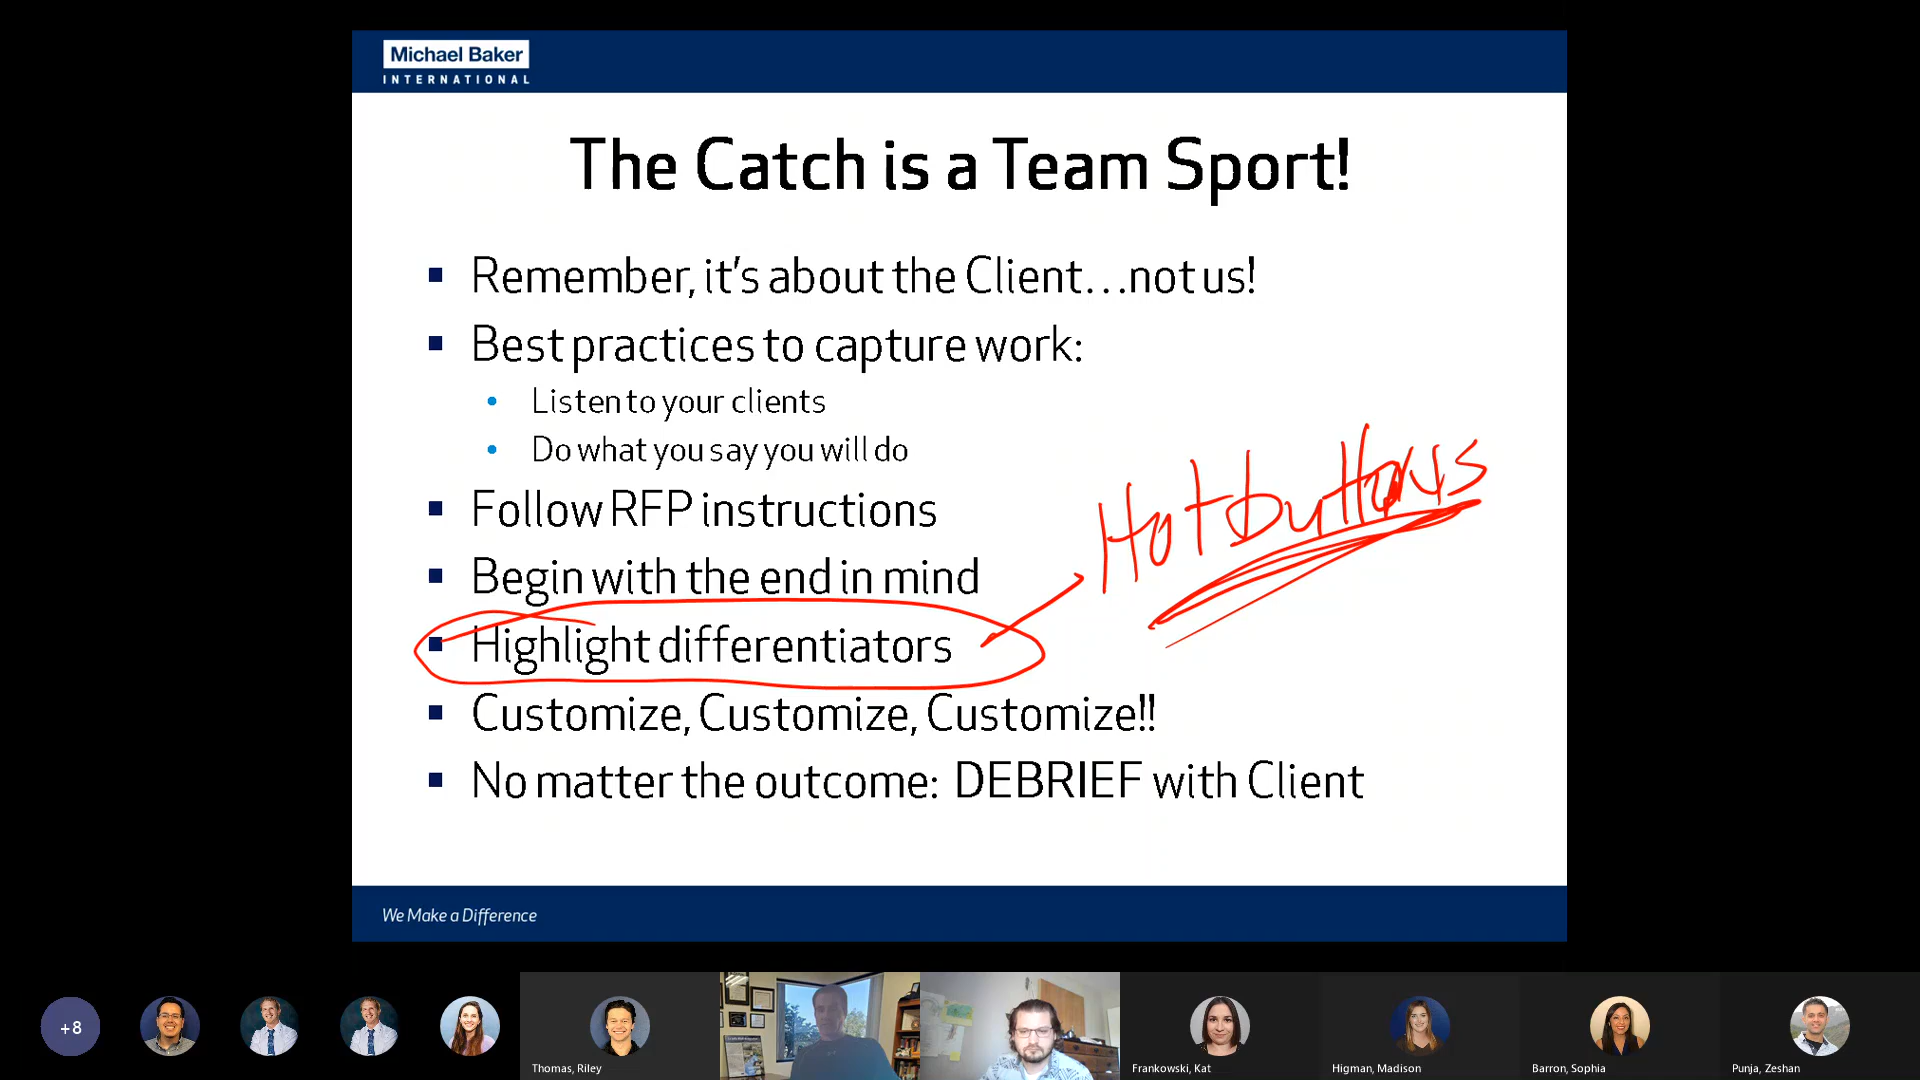 Michael Baker
INTERNATIONAL
The Catch is a Team Sport!
Remember, it's about the Client...not us!
Best practices to capture work:
Listen to your clients
Do what you say you will do
Follow RFP instructions
Begin with the end in mind
Hot buttons
Highlight differentiators
Customize, Customize, Customize!!
No matter the outcome: DEBRIEF with Client
We Make a Difference
+8
Thomas, Riley
Frankowski, Kat
Higman, Madison
Barron, Sophia
Punja, Zeshan